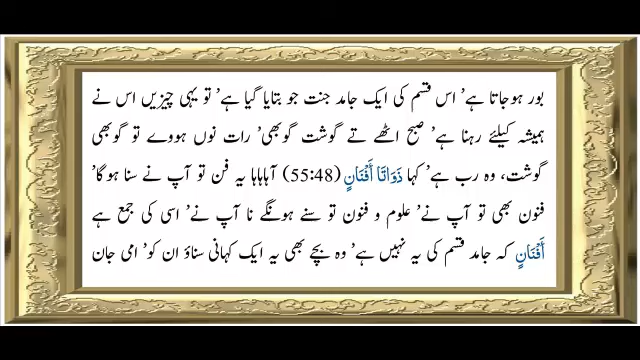 بور ہوجاتا ہے٬ اس قسم کی ایک جامد جنت جو بتایا گیا ہے٬ تو یہی چیزیں اس نے
ہمیشہ کیلئے رہنا ہے٬ صبح اٹھے تے گوشت گوبھی٬ رات نوں ہووے تو گوبھی
گوشت، وہ رب ہے٬ کہا ذَوَاتَا أَفْنَانٍ (55:48) آہاہاہا یہ فن تو آپ نے سنا ہوگا٬
فنون بھی تو آپ نے٬ علوم و فنون تو سنے ہونگے نا آپ نے٬ اسی کی جمع ہے
أَفْنَانٍ کہ جامد قسم کی یہ نہیں ہے٬ وہ بچے بھی یہ ایک کہانی سناؤ ان کو٬ امی جان